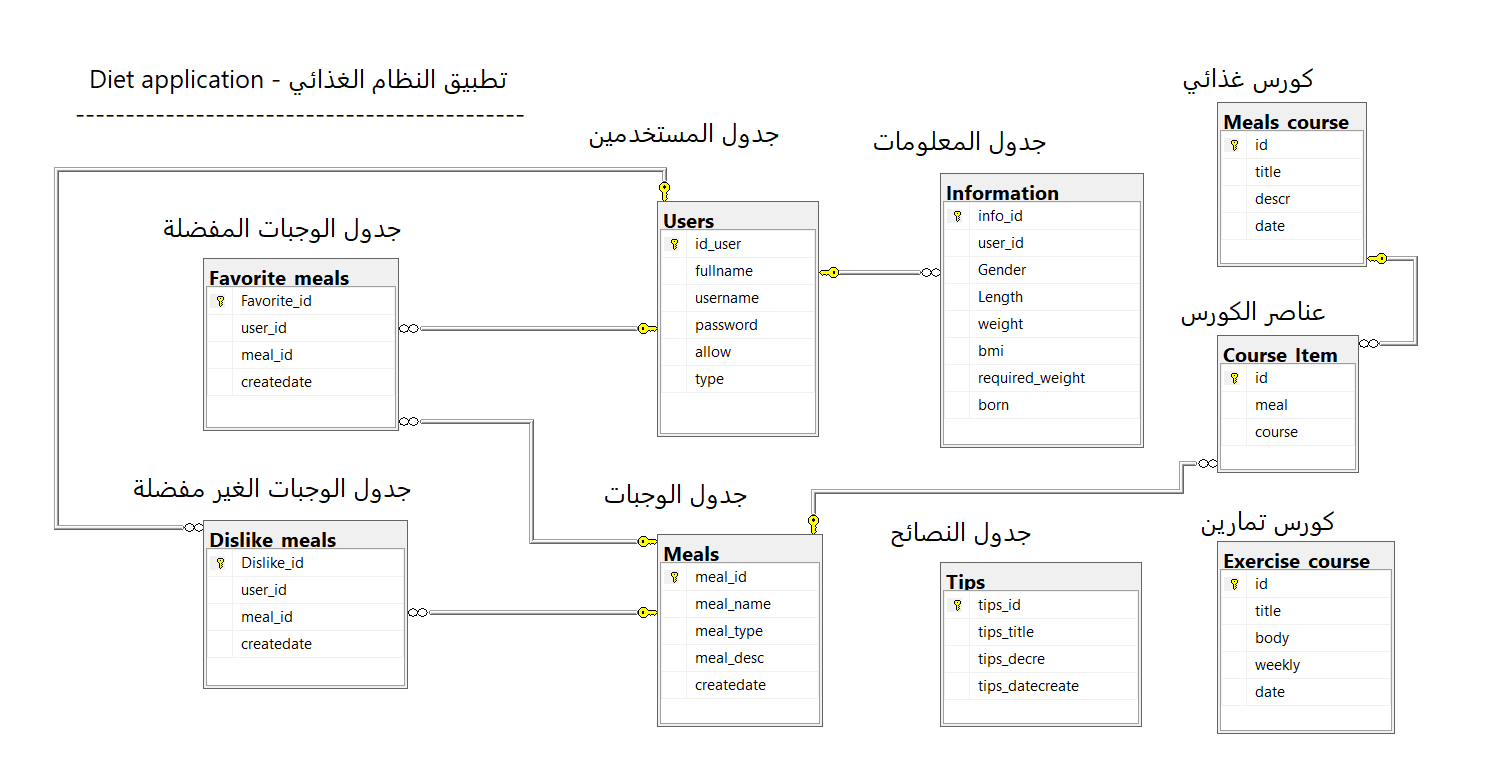 Diet application - تطبيق النظام الغذائي
---------------------------------------------
جدول المستخدمين
Users
id_user
fullname
username
password
allow
type
جدول المعلومات
Information
info_id
user_id
Gender
Length
weight
bmi
required_weight
born
كورس غذائي
Meals_course
id
title
descr
date
جدول الوجبات المفضلة
Favorite_meals
Favorite_id
user_id
meal_id
createdate
عناصر الكورس
Course_Item
id
meal
course
جدول الوجبات الغير مفضلة
Dislike_meals
Dislike_id
user_id
meal_id
createdate
جدول الوجبات
Meals
meal_id
meal_name
meal_type
meal_desc
createdate
جدول النصائح
Tips
tips_id
tips_title
tips_decre
tips_datecreate
كورس تمارين
Exercise_course
id
title
body
weekly
date